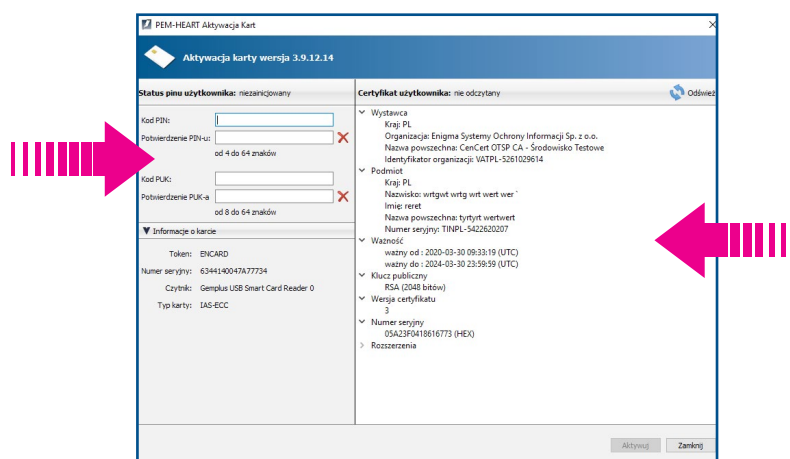 PEM-HEART Aktywacja Kart
Aktywacja karty wersja 3.9.12.14
Status pinu użytkownika: niezainicjowany
Kod PIN:
Potwierdzenie PIN-u:
od 4 do 64 znaków
Kod PUK:
Potwierdzenie PUK-a
od 8 do 64 znaków
Informacje o karcie
Token: ENCARD
Numer seryjny: 6344140047A77734
Czytnik: Gemplus USB Smart Card Reader 0
Typ karty: IAS-ECC
Certyfikat użytkownika: nie odczytany
Odśwież
Wystawca
Kraj: PL
Organizacja: Enigma Systemy Ochrony Informacji Sp. z o.o.
Nazwa powszechna: CenCert OTSP CA - Środowisko Testowe
Identyfikator organizacji: VATPL-5261029614
Podmiot
Kraj: PL
Nazwisko: wrtgwt wrtg wrt wert wer `
Imię: reret
Nazwa powszechna: tyrtyrt wertwert
Numer seryjny: TINPL-5422620207
Ważność
ważny od : 2020-03-30 09:33:19 (UTC)
ważny do : 2024-03-30 23:59:59 (UTC)
Klucz publiczny
RSA (2048 bitów)
Wersja certyfikatu
3
Numer seryjny
05A23F0418616773 (HEX)
Rozszerzenia
Aktywuj
Zamknij